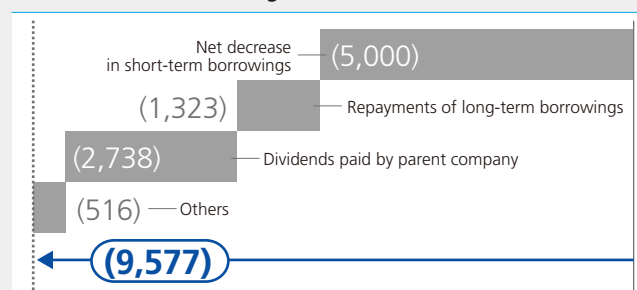 Net decrease
in short-term borrowings
(5,000)
(1,323)
Repayments of long-term borrowings
(2,738)
Dividends paid by parent company
(516)
Others
(9,577)